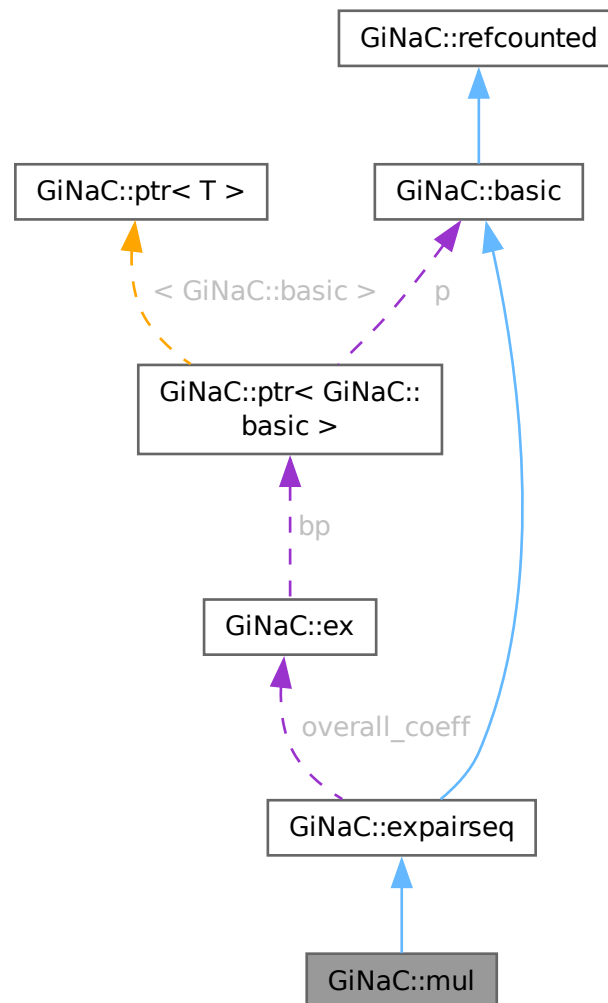 GiNaC::refcounted
GiNaC::ptr< T >
GiNaC::basic
< GiNaC::basic >
p
GiNaC::ptr< GiNaC::
basic >
bp
GiNaC::ex
overall_coeff
GiNaC::expairseq
GiNaC::mul